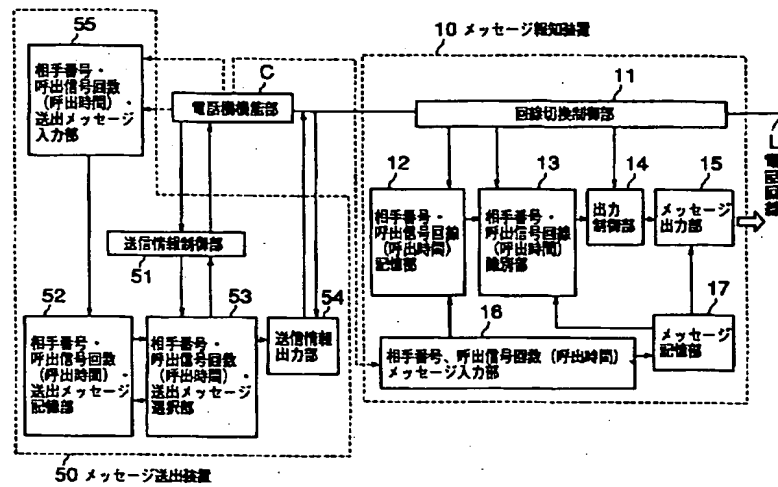 55
相手番号・
呼出信号回数
(呼出時間)・
送出メッセージ
入力部
C
電話機機能部
10 メッセージ報知装置
11
回線切換制御部
L
電話回線
12
相手番号・
呼出信号回線
(呼出時間)
記憶部
13
相手番号・
呼出信号回線
(呼出時間)
識別部
14
出力
制御部
15
メッセージ
出力部
送信情報制御部
51
52
相手番号・
呼出信号回数
(呼出時間)・
送出メッセージ
記憶部
53
相手番号・
呼出信号回数
(呼出時間)・
送出メッセージ
選択部
54
送信情報
出力部
16
相手番号、呼出信号回数(呼出時間)
メッセージ入力部
17
メッセージ
記憶部
50 メッセージ送出装置